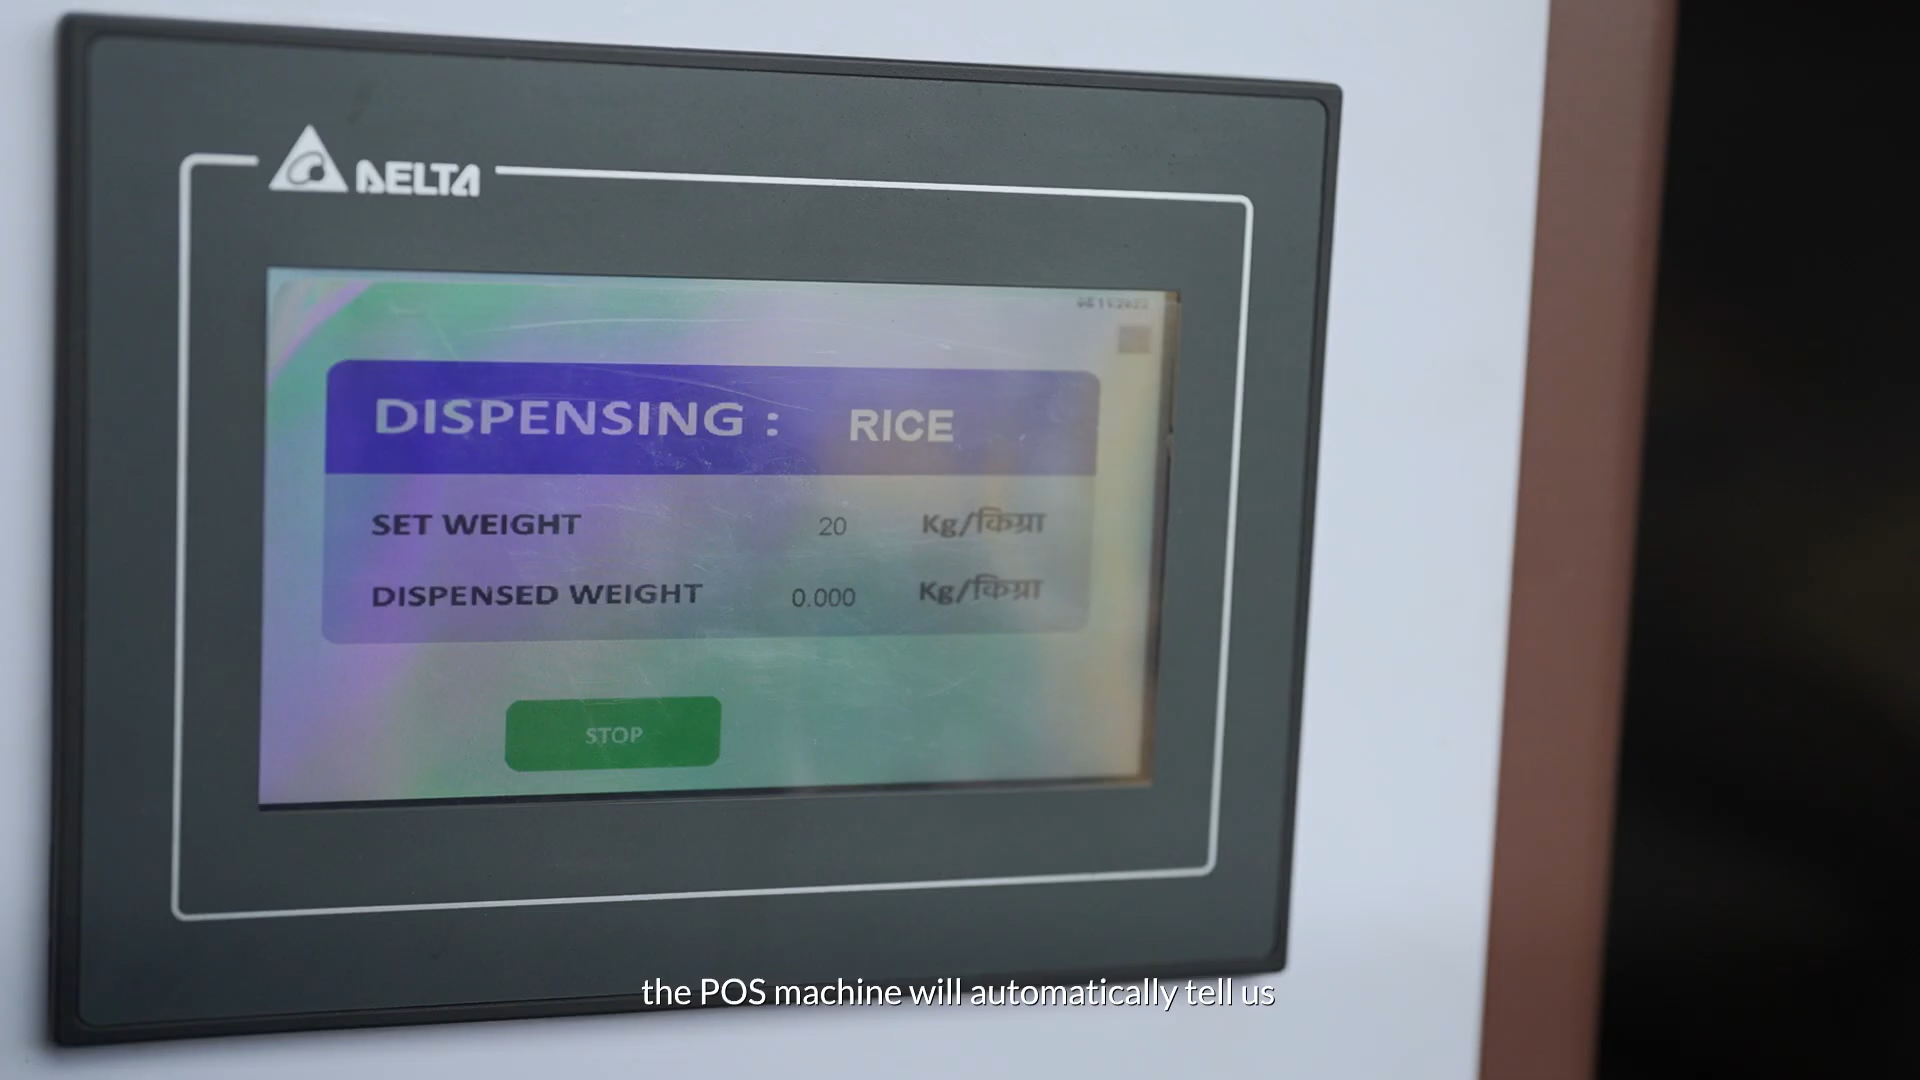 DELTA
DISPENSING : RICE
SET WEIGHT 20 Kg/किग्रा
DISPENSED WEIGHT 0.000 Kg/किग्रा
STOP
the POS machine will automatically tell us